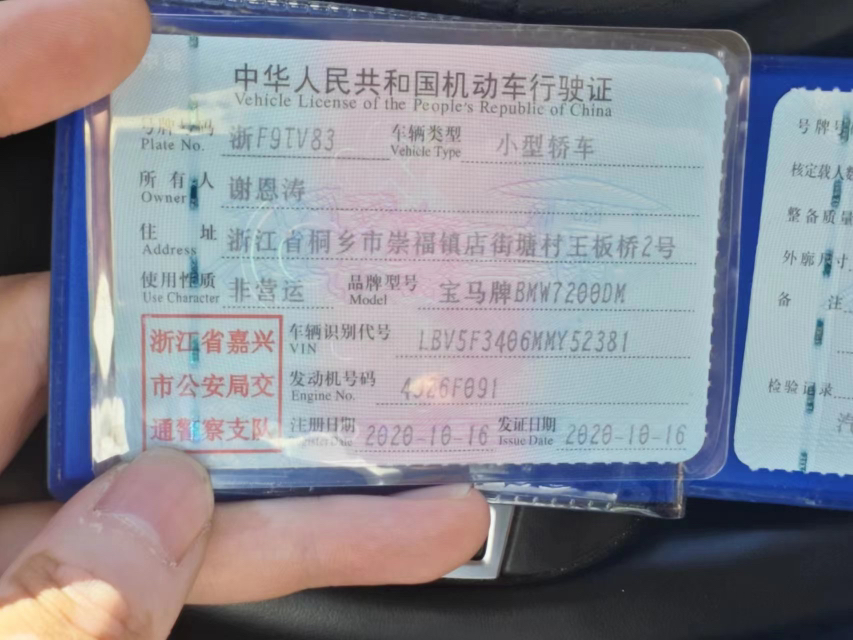 中华人民共和国机动车行驶证
Vehicle License of the People's Republic of China
号牌号码 浙F9TV83 车辆类型 小型轿车
Plate No. Vehicle Type
所有人 谢恩涛
Owner
住址 浙江省桐乡市崇福镇店街塘村王板桥2号
Address
使用性质 非营运 品牌型号 宝马牌BMW7200DM
Use Character Model
浙江省嘉兴
市公安局交
通警察支队
车辆识别代号 LBV5F3406MMY52381
VIN
发动机号码
Engine No.
注册日期 2020-10-16 发证日期 2020-10-16
Register Date Issue Date
号牌号
核定载人数
整备质量
外廓尺寸
备 注
检验记录